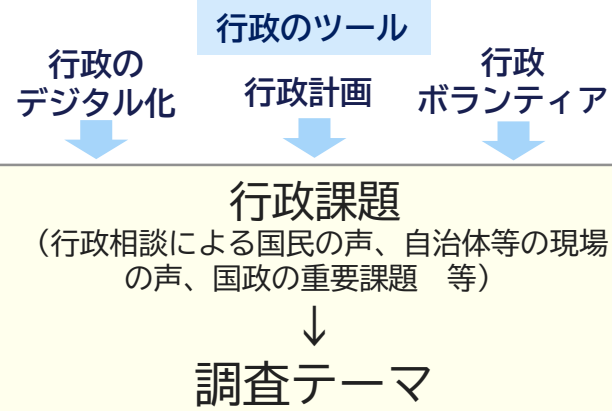 行政のツール
行政の
デジタル化
行政計画
行政
ボランティア
行政課題
（行政相談による国民の声、自治体等の現場
の声、国政の重要課題　等）
↓
調査テーマ